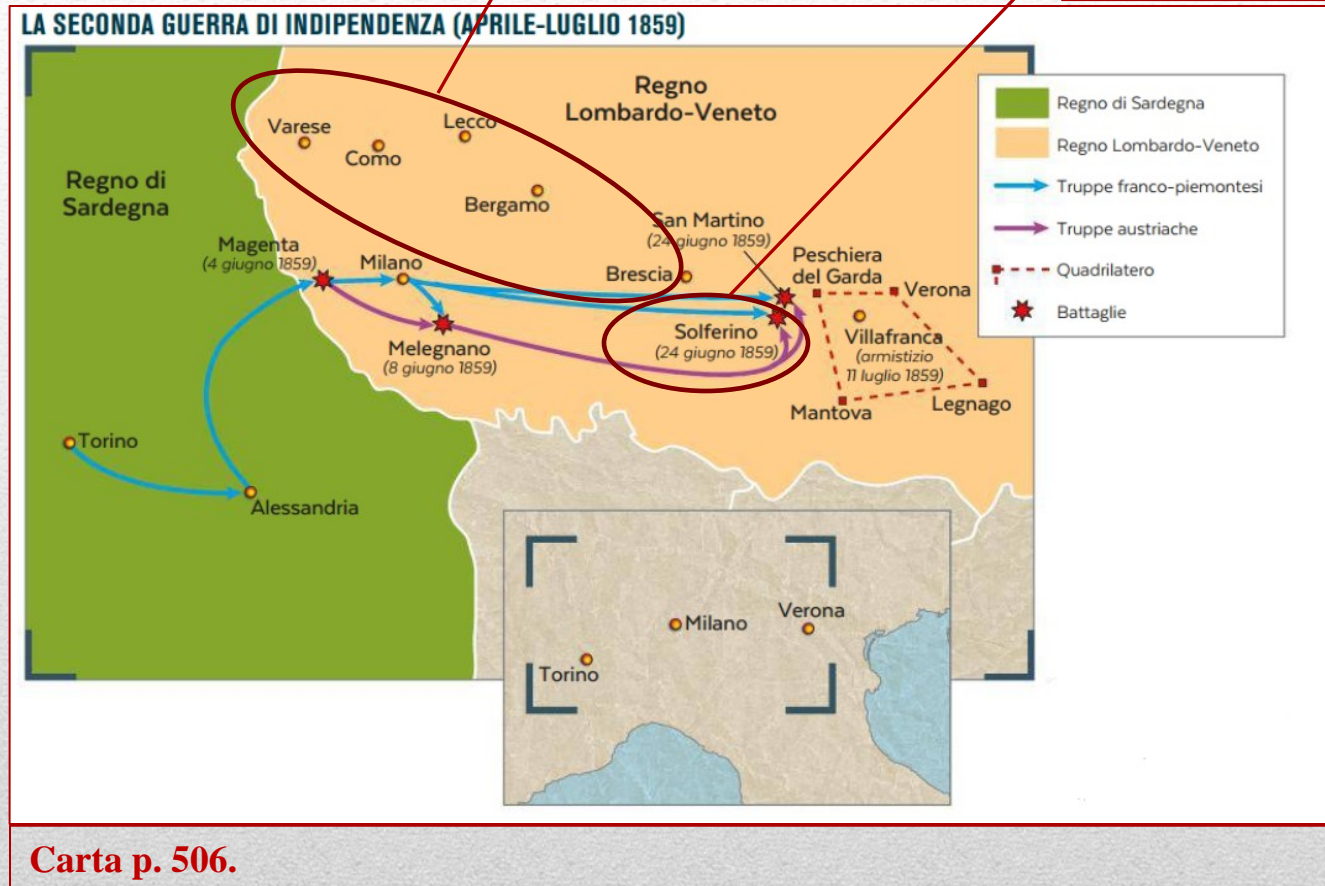 LA SECONDA GUERRA DI INDIPENDENZA (APRILE-LUGLIO 1859)
Regno
Lombardo-Veneto
Varese
Como
Lecco
Bergamo
Regno di
Sardegna
Magenta
(4 giugno 1859)
Milano
Melegnano
(8 giugno 1859)
Brescia
San Martino
(24 giugno 1859)
Solferino
(24 giugno 1859)
Peschiera
del Garda
Verona
Villafranca
(armistizio
11 luglio 1859)
Mantova
Legnago
Torino
Alessandria
Regno di Sardegna
Regno Lombardo-Veneto
Truppe franco-piemontesi
Truppe austriache
Quadrilatero
Battaglie
Milano
Verona
Torino
Carta p. 506.